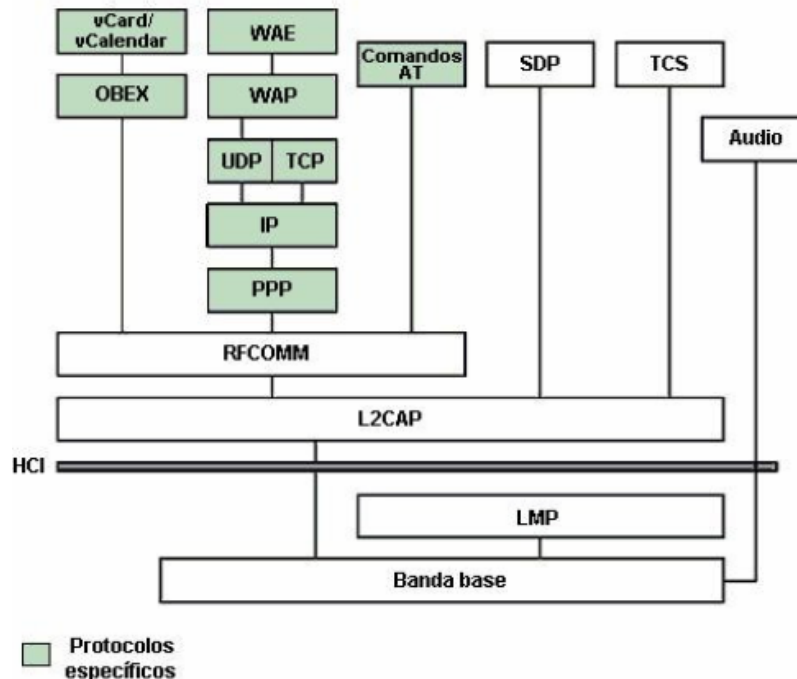 vCard/
vCalendar
WAE
Comandos
AT
SDP
TCS
OBEX
WAP
Audio
UDP
TCP
IP
PPP
RFCOMM
L2CAP
HCI
LMP
Banda base
Protocolos
específicos